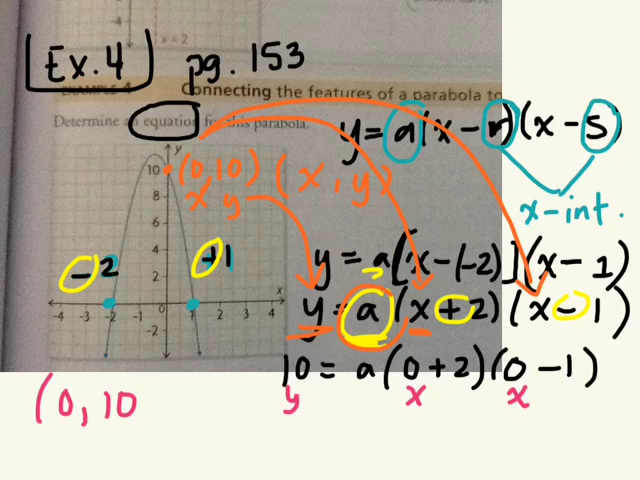 x = 2
Ex. 4 pg. 153
EXAMPLE 4 Connecting the features of a parabola to
Determine an equation for this parabola.
y = a(x - r)(x - s)
x-int.
y
10 (0, 10) (x, y)
x y
8
6
4
2
-2 +1
x
-4 -3 -2 0 1 2 3 4
-2
y = a[x - (-2)](x - 1)
y = a(x + 2)(x - 1)
10 = a(0 + 2)(0 - 1)
y x x
(0, 10